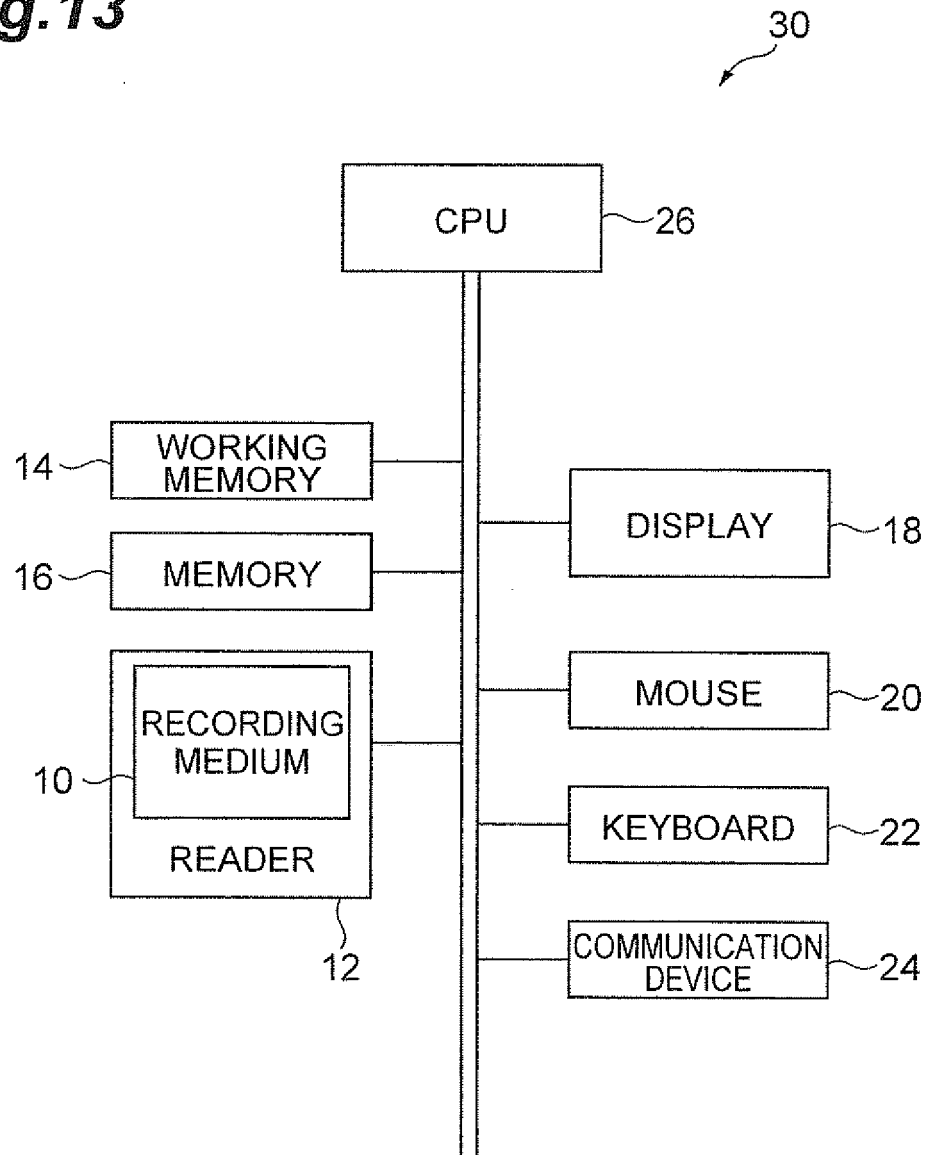 g.13
30
CPU
26
WORKING
MEMORY
14
MEMORY
16
RECORDING
MEDIUM
10
READER
12
DISPLAY
18
MOUSE
20
KEYBOARD
22
COMMUNICATION
DEVICE
24